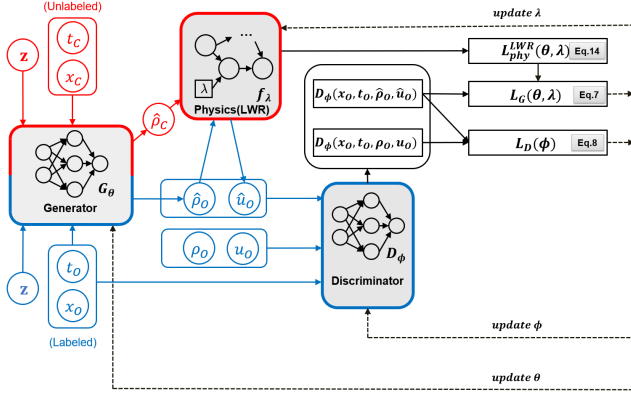 (Unlabeled)
update λ
t_C
z
x_C
...
λ
f_λ
Physics(LWR)
L_{phy}^{LWR}(θ, λ) Eq.14
ρ̂_C
D_ϕ(x_O, t_O, ρ̂_O, û_O)
L_G(θ, λ) Eq.7
D_ϕ(x_O, t_O, ρ_O, u_O)
L_D(ϕ) Eq.8
G_θ
Generator
ρ̂_O û_O
ρ_O u_O
D_ϕ
Discriminator
t_O
z
x_O
(Labeled)
update ϕ
update θ